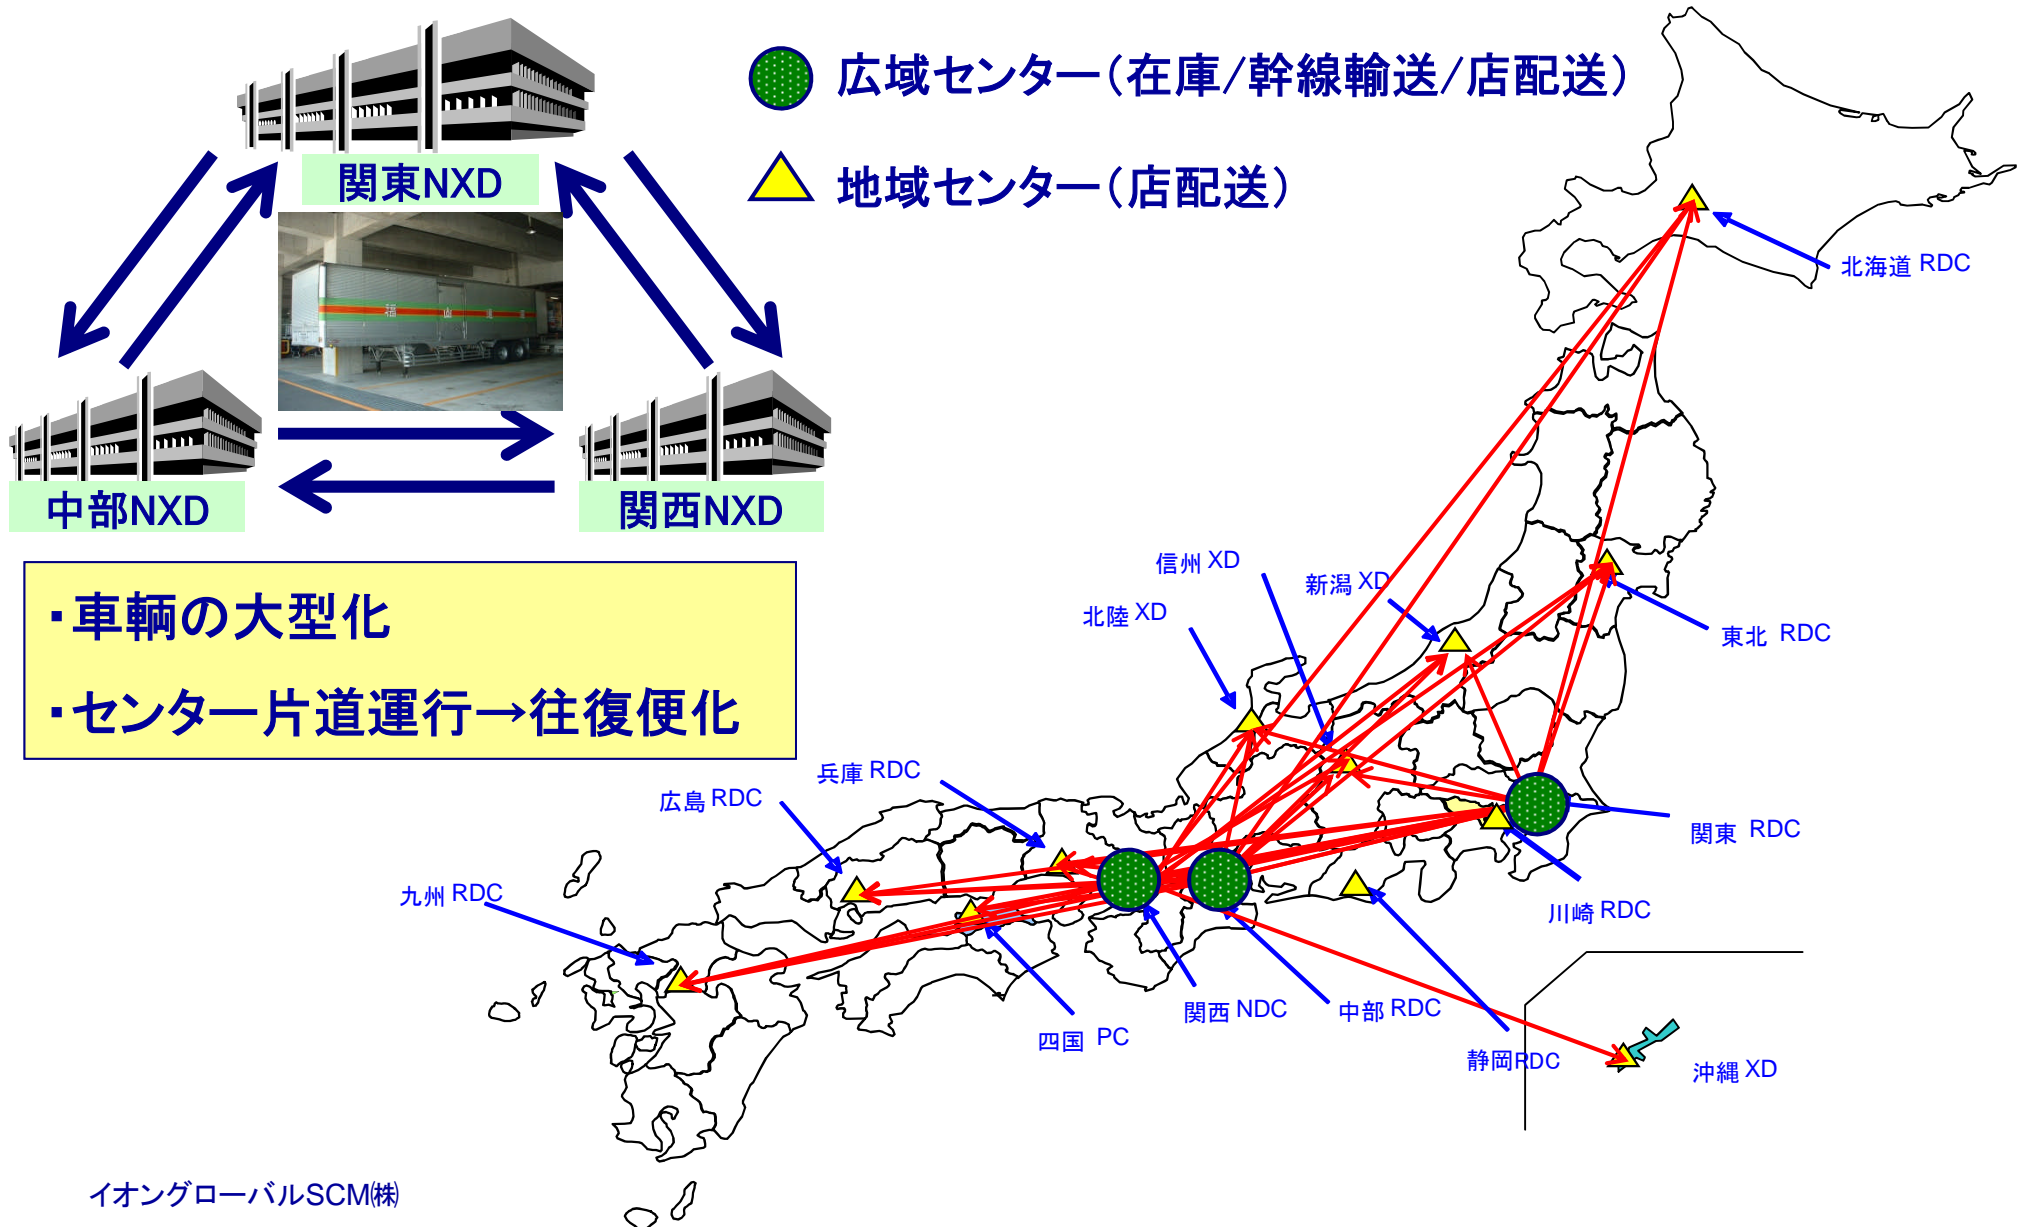 広域センター（在庫/幹線輸送/店配送）
地域センター（店配送）
関東NXD
中部NXD
関西NXD
・車輌の大型化
・センター片道運行→往復便化
北海道 RDC
信州 XD
新潟 XD
北陸 XD
東北 RDC
兵庫 RDC
広島 RDC
関東 RDC
九州 RDC
川崎 RDC
関西 NDC
中部 RDC
四国 PC
静岡RDC
沖縄 XD
イオングローバルSCM㈱